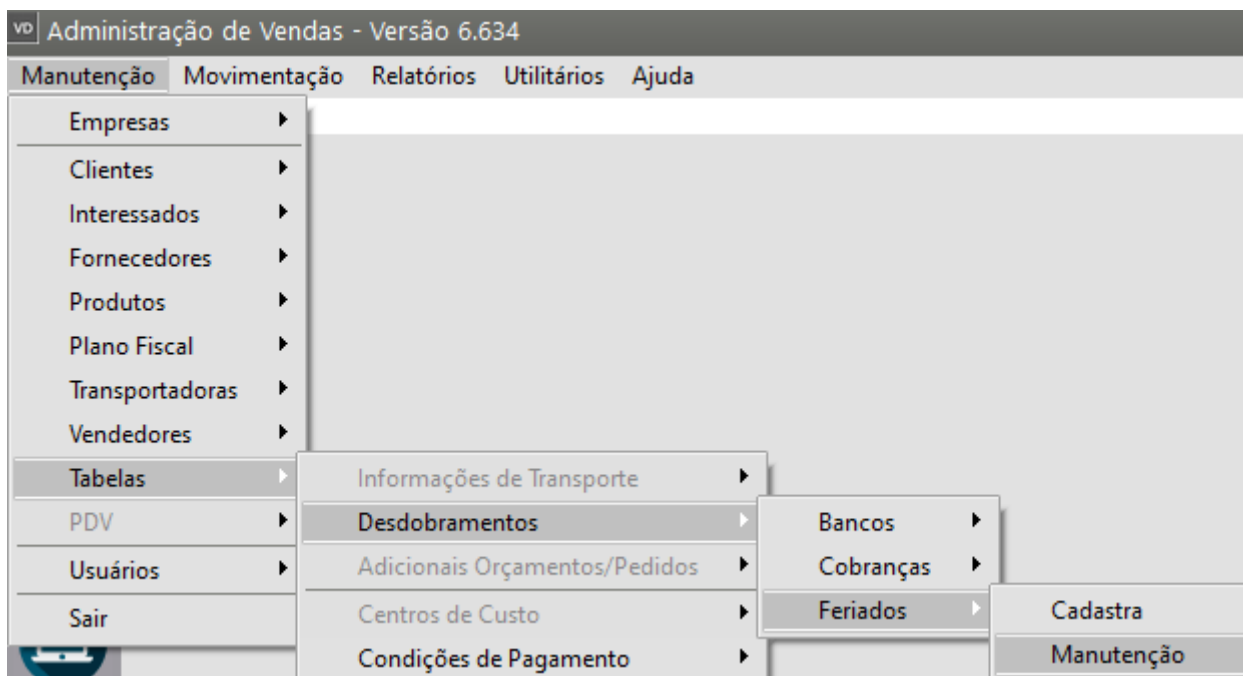 VD Administração de Vendas - Versão 6.634
Manutenção Movimentação Relatórios Utilitários Ajuda
Empresas
Clientes
Interessados
Fornecedores
Produtos
Plano Fiscal
Transportadoras
Vendedores
Tabelas
PDV
Usuários
Sair
Informações de Transporte
Desdobramentos
Adicionais Orçamentos/Pedidos
Centros de Custo
Condições de Pagamento
Bancos
Cobranças
Feriados
Cadastra
Manutenção